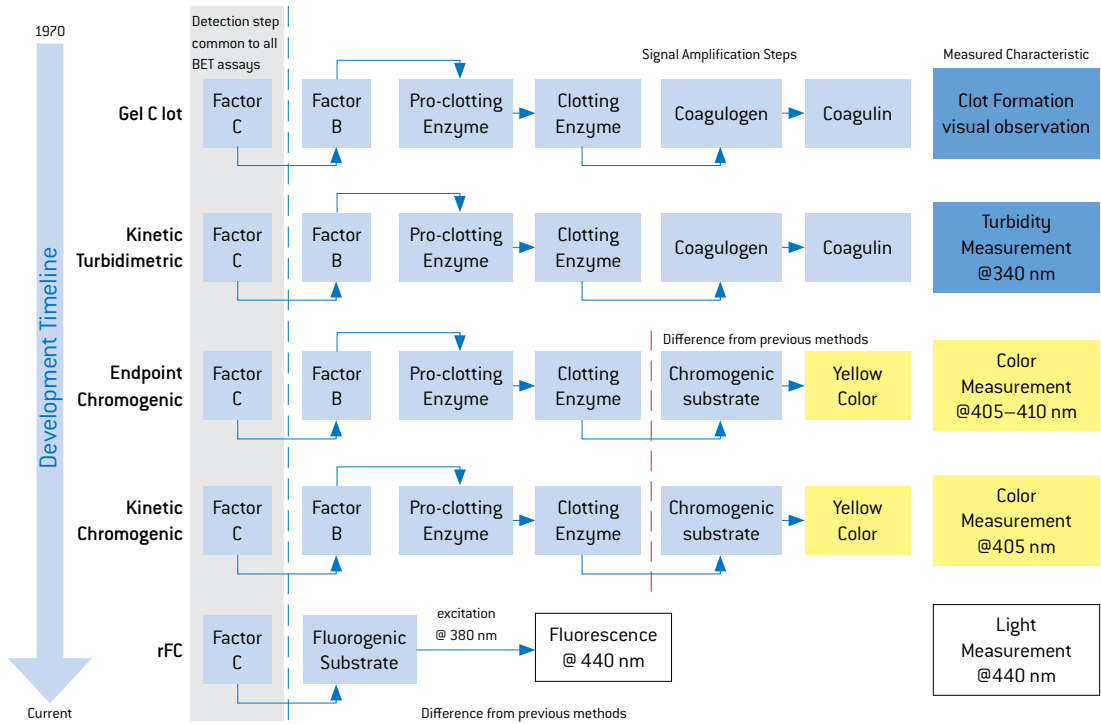 1970
Detection step
common to all
BET assays
Signal Amplification Steps
Measured Characteristic
Gel C lot
Factor
C
Factor
B
Pro-clotting
Enzyme
Clotting
Enzyme
Coagulogen
Coagulin
Clot Formation
visual observation
Kinetic
Turbidimetric
Factor
C
Factor
B
Pro-clotting
Enzyme
Clotting
Enzyme
Coagulogen
Coagulin
Turbidity
Measurement
@340 nm
Development Timeline
Difference from previous methods
Endpoint
Chromogenic
Factor
C
Factor
B
Pro-clotting
Enzyme
Clotting
Enzyme
Chromogenic
substrate
Yellow
Color
Color
Measurement
@405–410 nm
Kinetic
Chromogenic
Factor
C
Factor
B
Pro-clotting
Enzyme
Clotting
Enzyme
Chromogenic
substrate
Yellow
Color
Color
Measurement
@405 nm
rFC
Factor
C
Fluorogenic
Substrate
excitation
@ 380 nm
Fluorescence
@ 440 nm
Light
Measurement
@440 nm
Current
Difference from previous methods